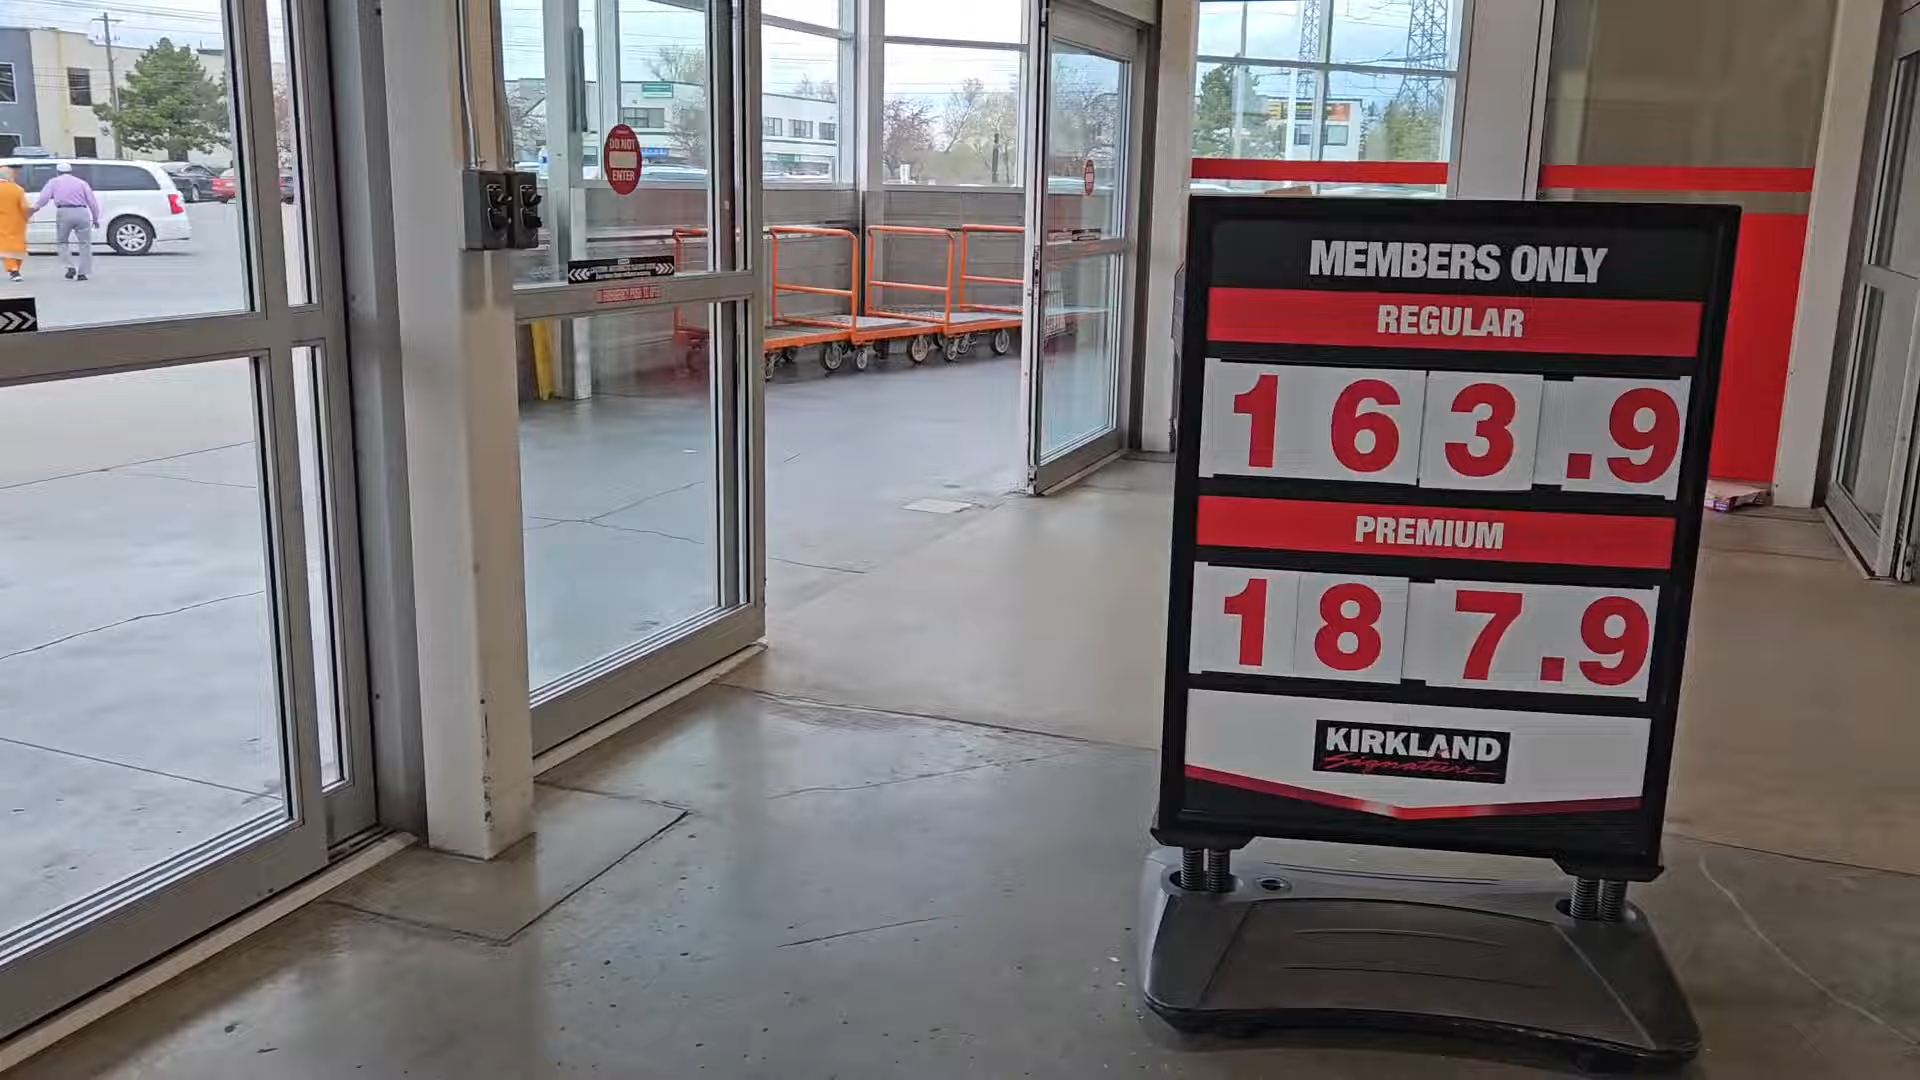 DO NOT
ENTER
MEMBERS ONLY
REGULAR
163.9
PREMIUM
187.9
KIRKLAND
Signature